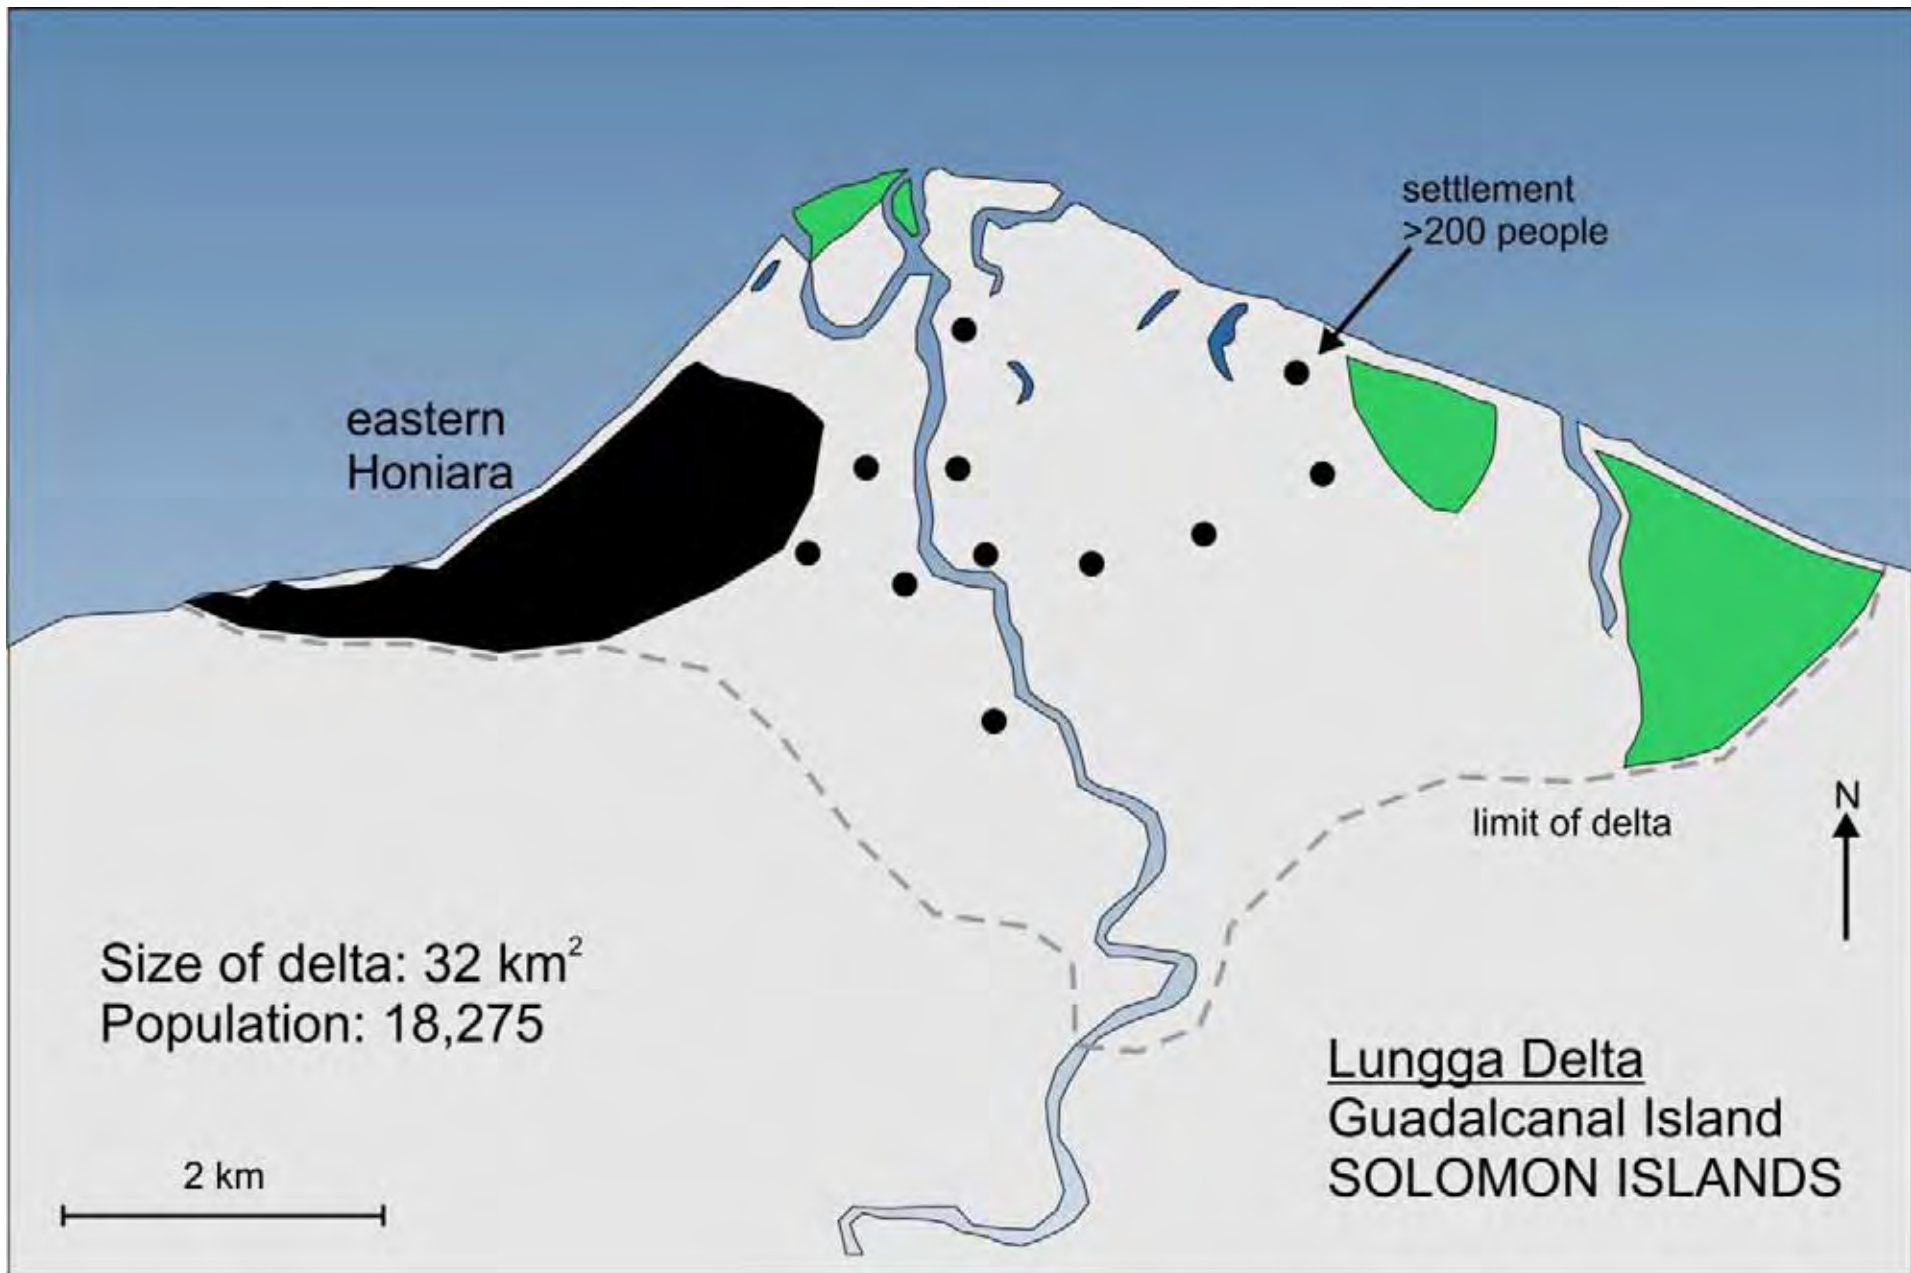 settlement
>200 people
eastern
Honiara
N
limit of delta
Size of delta: 32 km²
Population: 18,275
Lungga Delta
Guadalcanal Island
SOLOMON ISLANDS
2 km